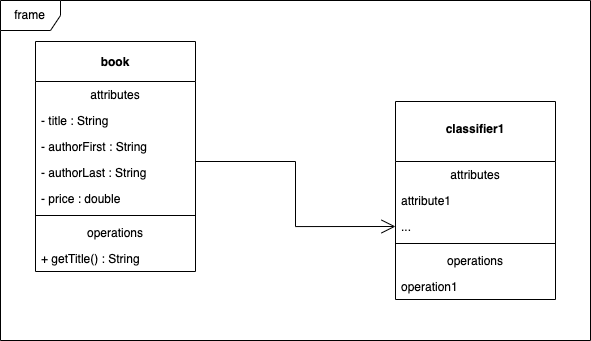 frame
book
attributes
- title : String
- authorFirst : String
- authorLast : String
- price : double
operations
+ getTitle() : String
classifier1
attributes
attribute1
...
operations
operation1